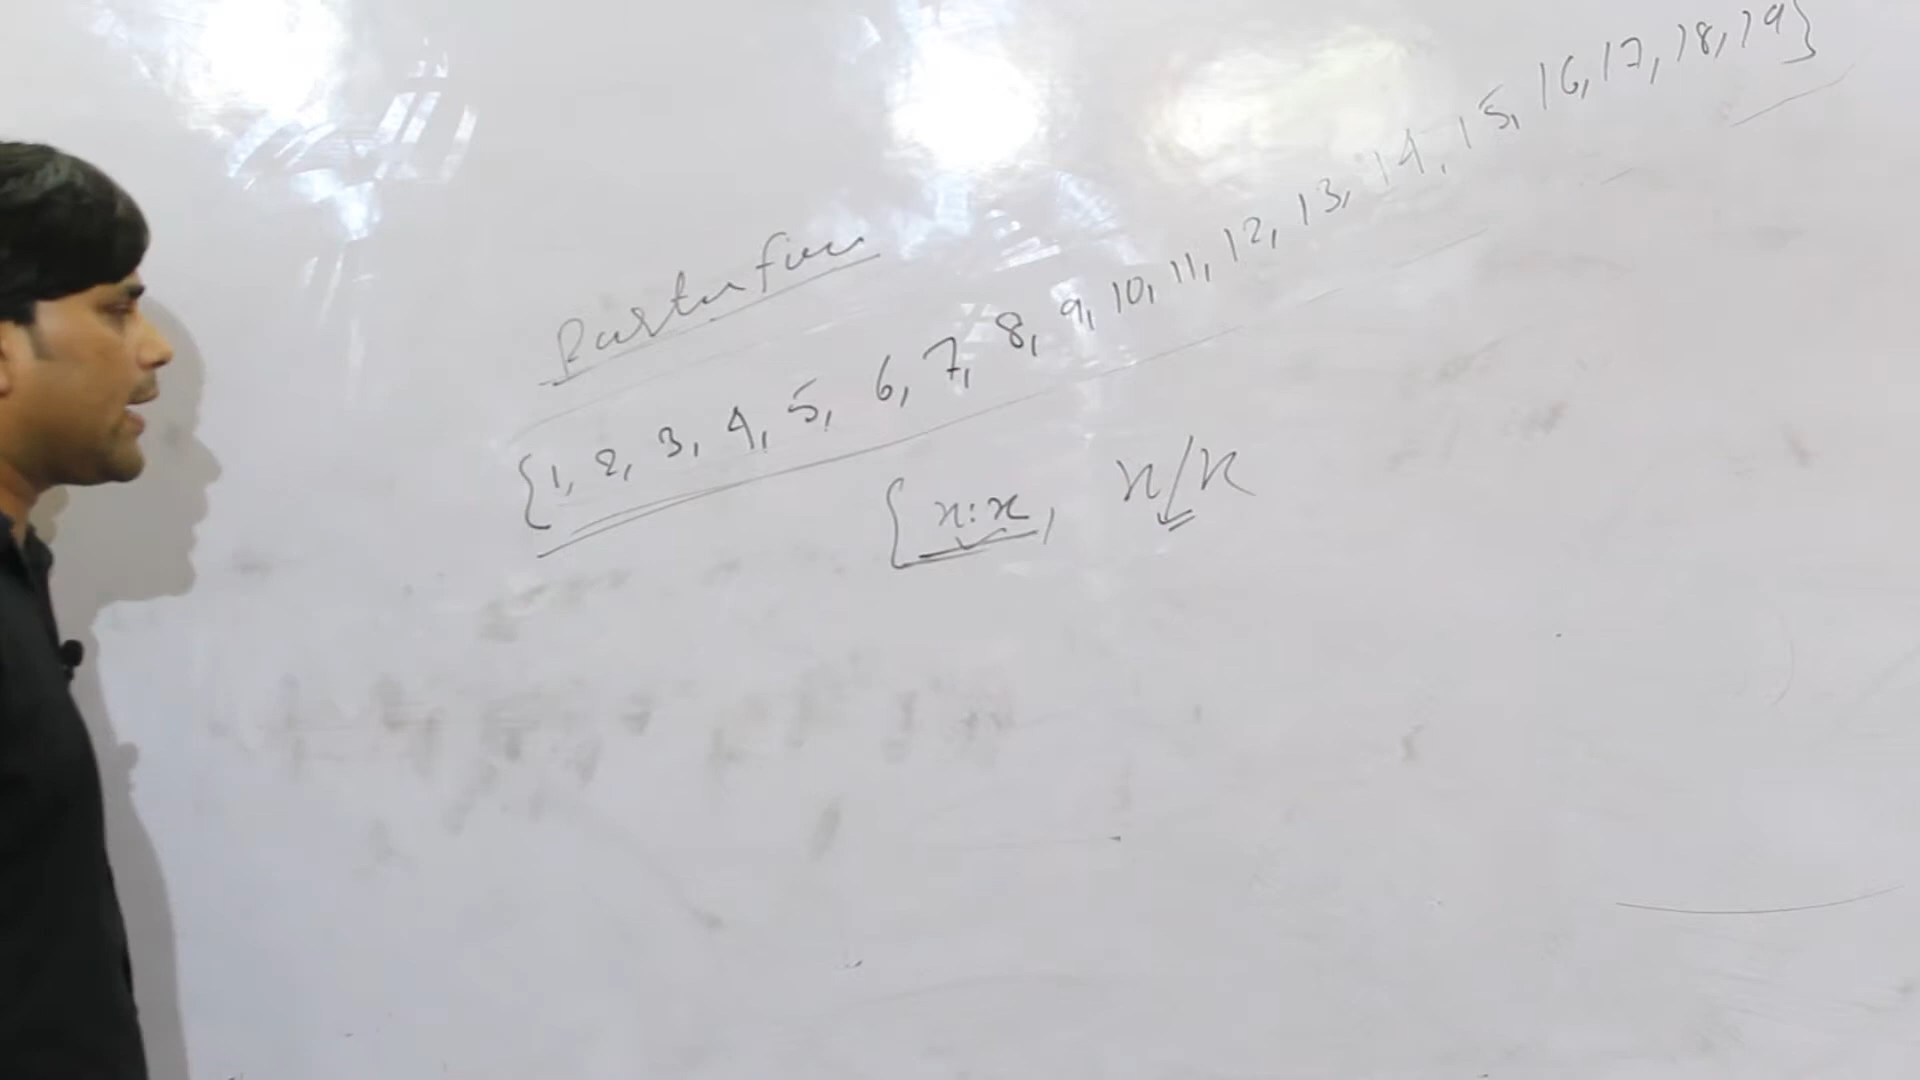 {1, 2, 3, 4, 5, 6, 7, 8, 9, 10, 11, 12, 13, 14, 15, 16, 17, 18, 19}
{x:x, x/x